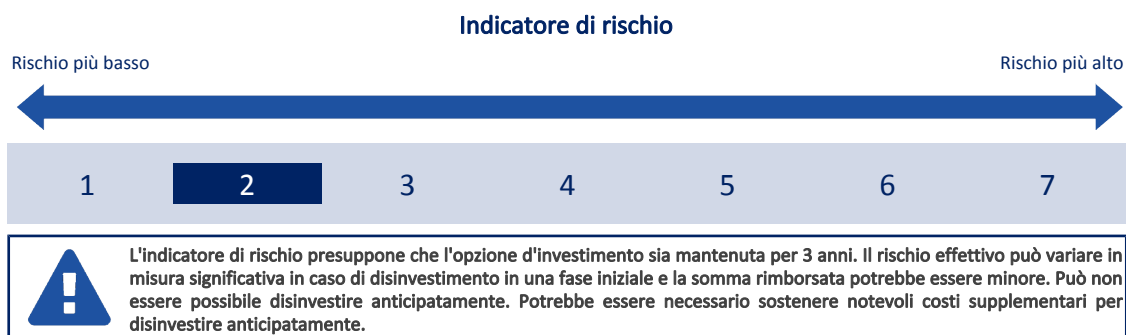 Indicatore di rischio
Rischio più basso
Rischio più alto
1 2 3 4 5 6 7
L'indicatore di rischio presuppone che l'opzione d'investimento sia mantenuta per 3 anni. Il rischio effettivo può variare in
misura significativa in caso di disinvestimento in una fase iniziale e la somma rimborsata potrebbe essere minore. Può non
essere possibile disinvestire anticipatamente. Potrebbe essere necessario sostenere notevoli costi supplementari per
disinvestire anticipatamente.